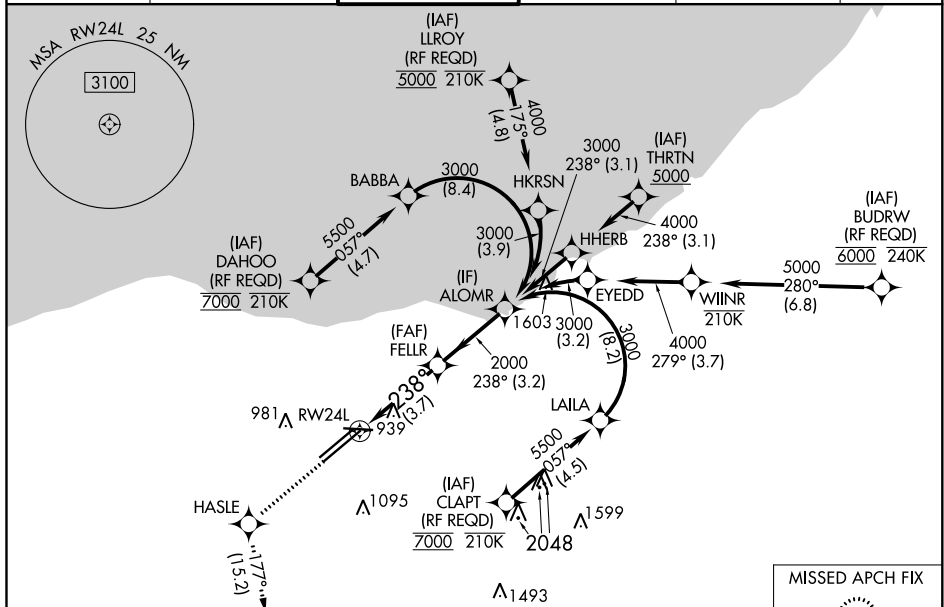 MSA RW24L 25 NM
3100
(IAF)
LLROY
(RF REQD)
5000 210K
4000
175°
(4.8)
3000
238° (3.1)
(IAF)
THRTN
5000
BABBA
3000
(8.4)
HKRSN
4000
238° (3.1)
(IAF)
BUDRW
(RF REQD)
6000 240K
5500
057°
(4.7)
3000
(3.9)
HHERB
(IAF)
DAHOO
(RF REQD)
7000 210K
(IF)
ALOMR
EYEDD
WIINR
210K
5000
280°
(6.8)
1603
3000
(3.2)
3000
(8.2)
4000
279° (3.7)
(FAF)
FELLR
2000
238° (3.2)
238°
(3.7)
LAILA
981
RW24L
939
5500
057°
(4.5)
HASLE
1095
(IAF)
CLAPT
(RF REQD)
7000 210K
1599
2048
177°
(15.2)
1493
MISSED APCH FIX